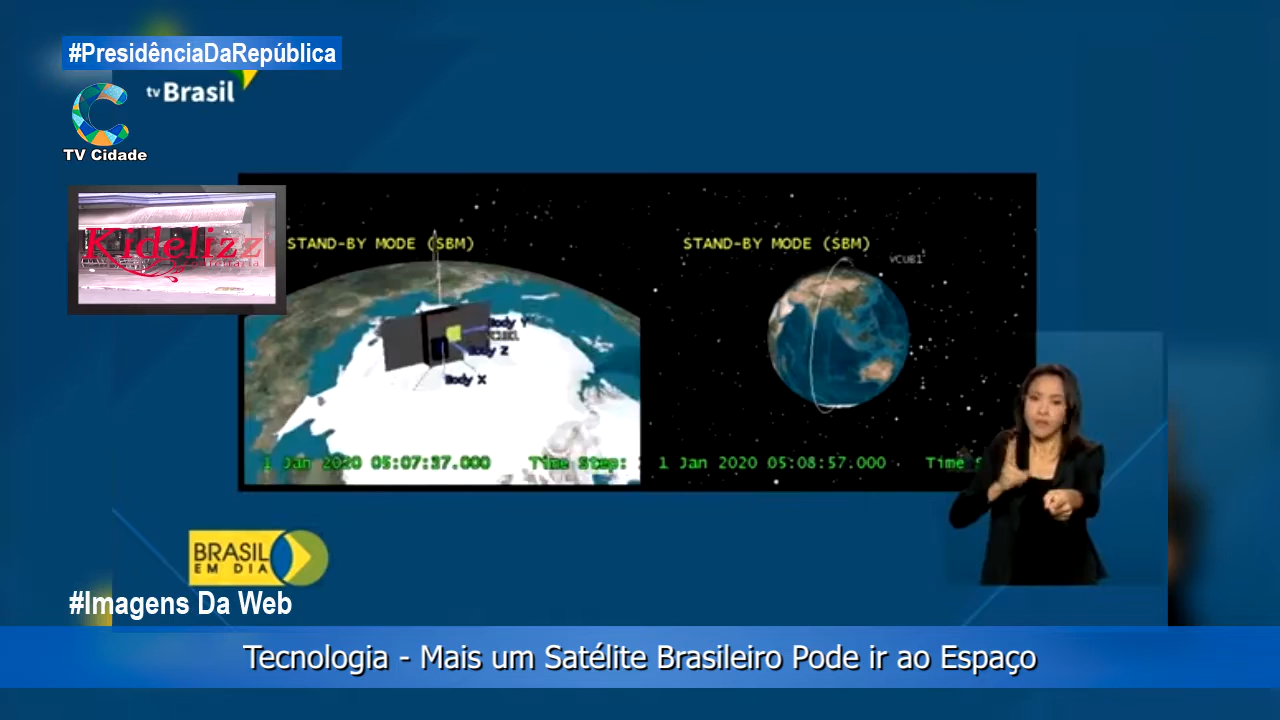 #PresidênciaDaRepública
tv Brasil
TV Cidade
Kidelizz
STAND-BY MODE (SBM)
STAND-BY MODE (SBM)
VCUB1
Body Y
Body Z
Body X
1 Jan 2020 05:07:37.000 Time Step:
1 Jan 2020 05:08:57.000 Time S
BRASIL
EM DIA
#Imagens Da Web
Tecnologia - Mais um Satélite Brasileiro Pode ir ao Espaço